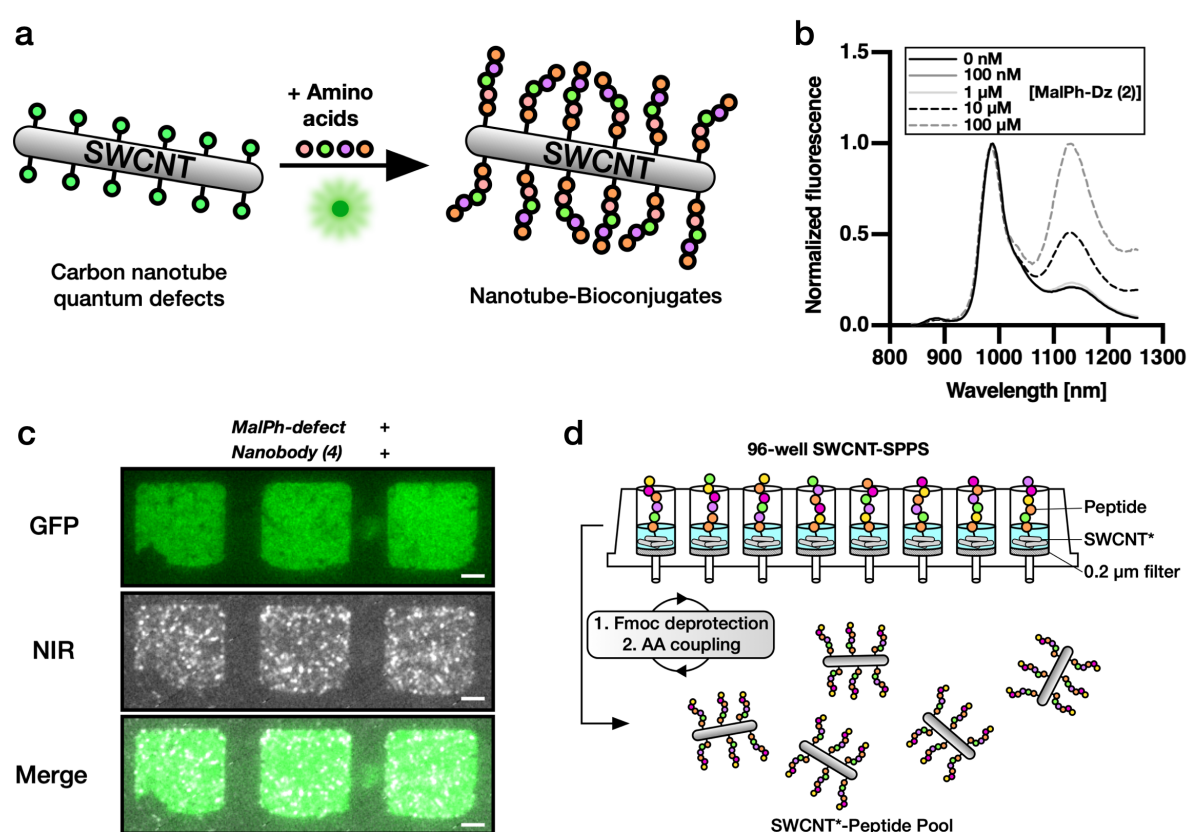 a
+ Amino
acids
SWCNT
SWCNT
Carbon nanotube
quantum defects
Nanotube-Bioconjugates
b
Normalized fluorescence
1.5
1.0
0.5
0.0
0 nM
100 nM
1 μM [MalPh-Dz (2)]
10 μM
100 μM
800 900 1000 1100 1200 1300
Wavelength [nm]
c
MalPh-defect +
Nanobody (4) +
GFP
NIR
Merge
d
96-well SWCNT-SPPS
Peptide
SWCNT*
0.2 μm filter
1. Fmoc deprotection
2. AA coupling
SWCNT*-Peptide Pool